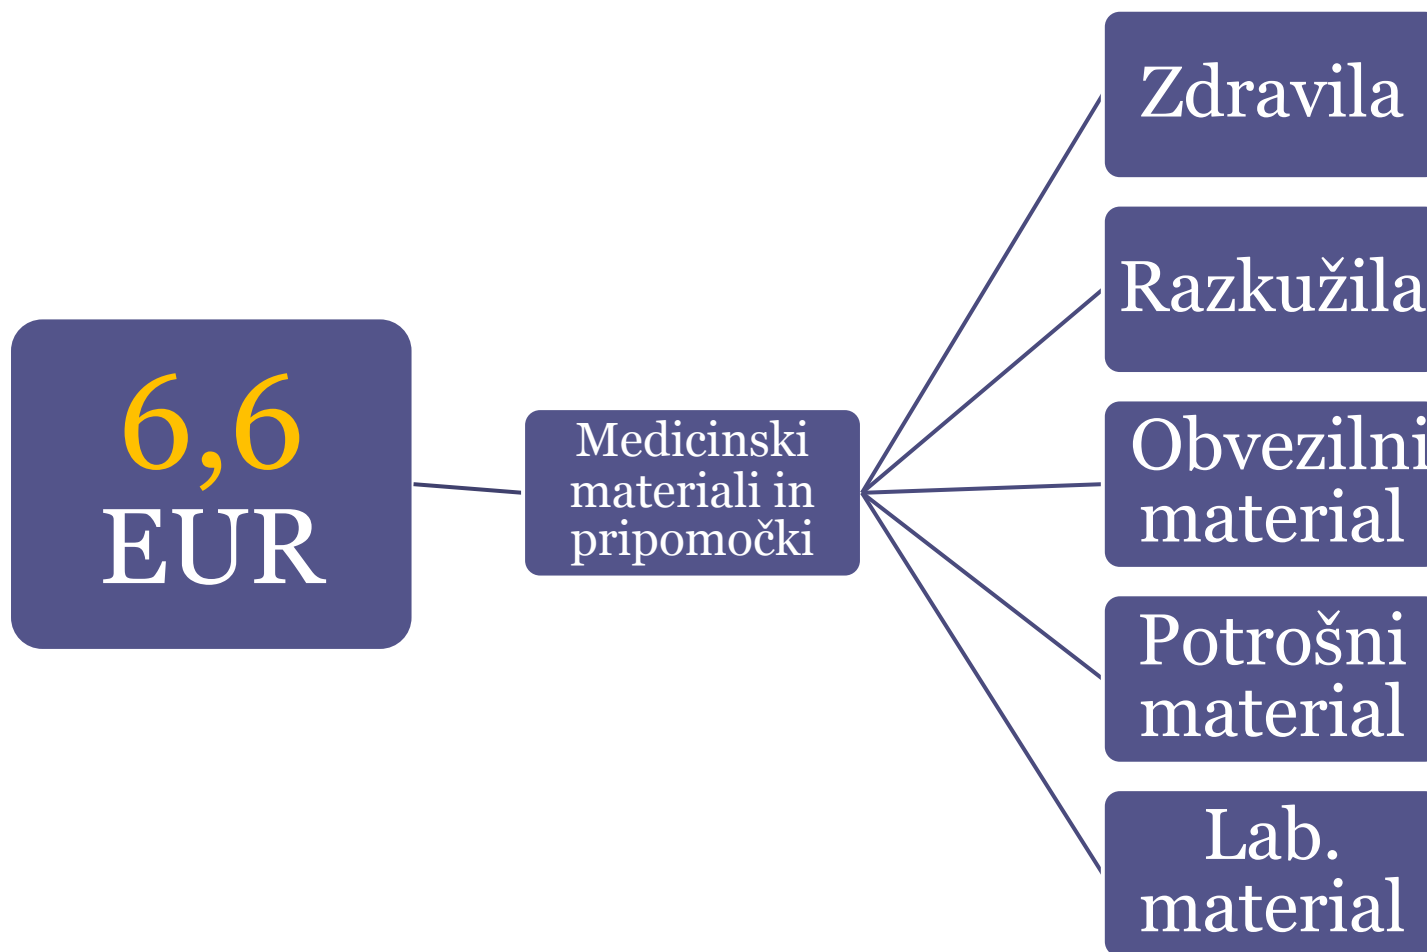 6,6
EUR
Medicinski
materiali in
pripomočki
Zdravila
Razkužila
Obvezilni
material
Potrošni
material
Lab.
material